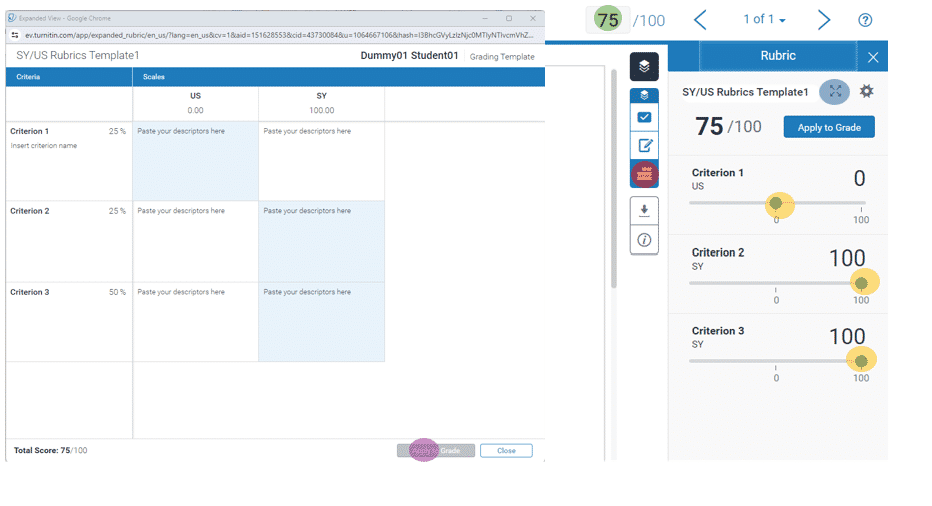 Expanded View - Google Chrome
ev.turnitin.com/app/expanded_rubric/en_us/?lang=en_us&cv=1&aid=151628553&cid=43730084&u=1064667106&hash=I3BhcGVyLzIzNjc0MTIyNTIvcmVhZ...
SY/US Rubrics Template1
Dummy01 Student01
Grading Template
Criteria
Scales
US
SY
0.00
100.00
Criterion 1
25 %
Paste your descriptors here
Paste your descriptors here
Insert criterion name
Criterion 2
25 %
Paste your descriptors here
Paste your descriptors here
Criterion 3
50 %
Paste your descriptors here
Paste your descriptors here
Total Score: 75/100
Apply to Grade
Close
75 /100
1 of 1
Rubric
SY/US Rubrics Template1
75 /100
Apply to Grade
Criterion 1
0
US
0
100
Criterion 2
100
SY
0
100
Criterion 3
100
SY
0
100